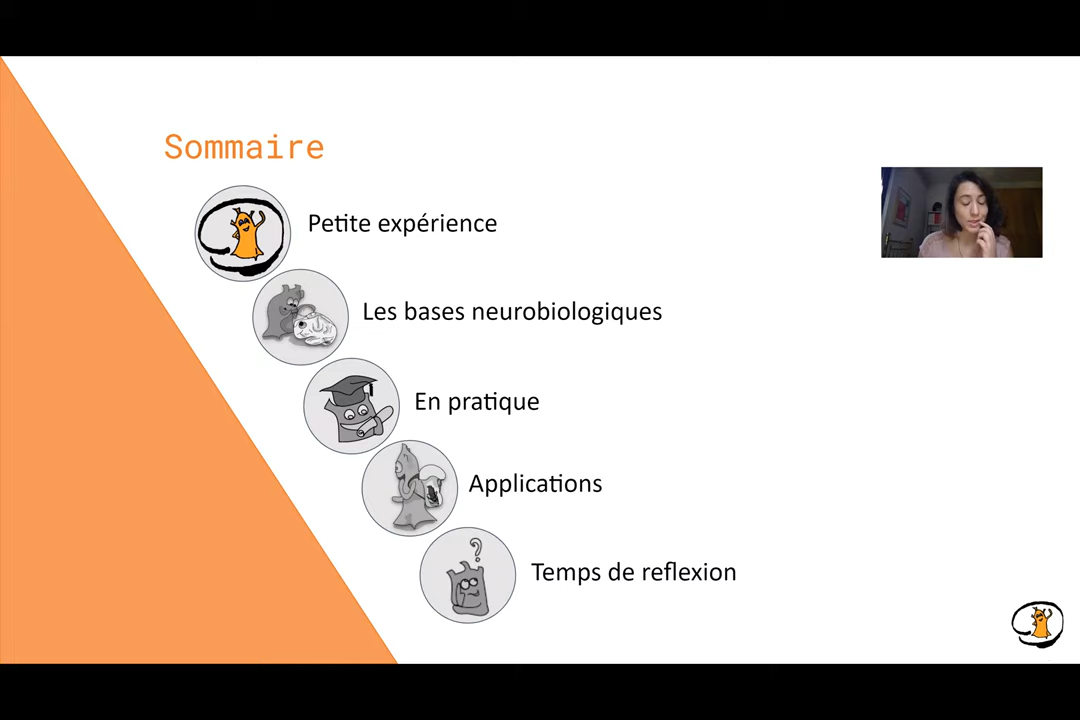 Sommaire
Petite expérience
Les bases neurobiologiques
En pratique
Applications
?
Temps de reflexion